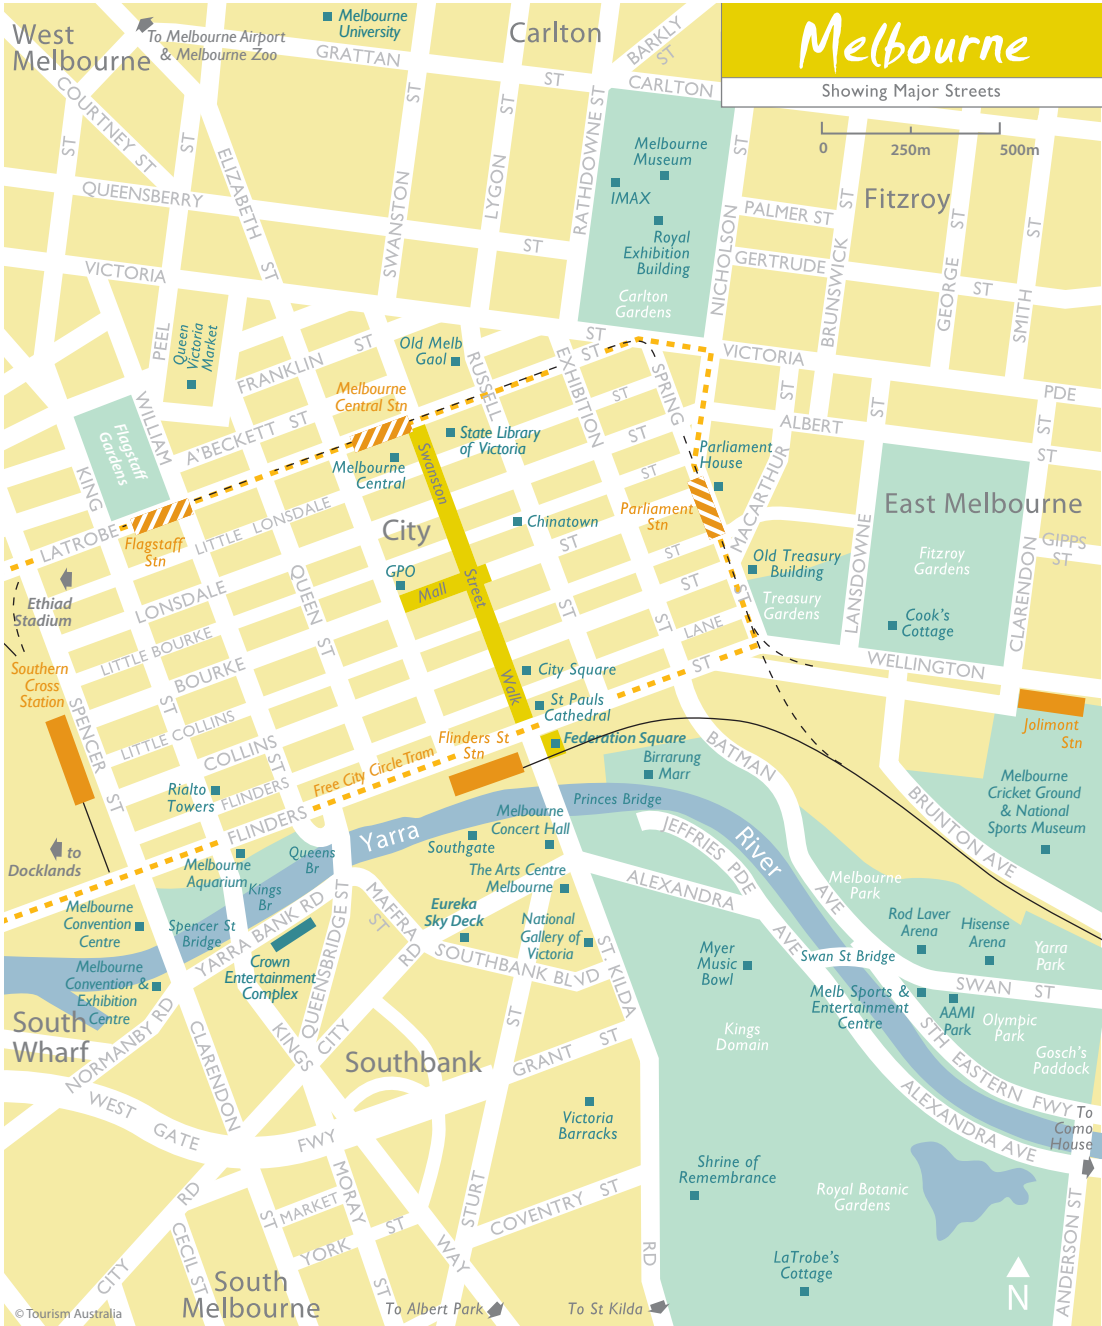 West
Melbourne
To Melbourne Airport
& Melbourne Zoo
Melbourne
University
Carlton
Melbourne
Showing Major Streets
0
250m
500m
GRATTAN
ST
CARLTON
BARKLY
ST
COURTNEY ST
ST
ST
ST
ST
ELIZABETH
ST
QUEENSBERRY
ST
SWANSTON
LYGON
RATHDOWNE ST
Melbourne
Museum
IMAX
Royal
Exhibition
Building
Carlton
Gardens
ST
NICHOLSON
PALMER ST
GERTRUDE
ST
ST
BRUNSWICK
Fitzroy
ST
GEORGE
ST
SMITH
VICTORIA
ST
PEEL
Queen
Victoria
Market
FRANKLIN
ST
Old Melb
Gaol
RUSSELL
EXHIBITION
ST
SPRING
VICTORIA
PDE
ST
ALBERT
ST
ST
ST
Melbourne
Central Stn
WILLIAM
Flagstaff
Gardens
A'BECKETT
ST
KING
State Library
of Victoria
Melbourne
Central
Swanston
Street
Walk
Mall
ST
ST
ST
ST
ST
ST
Parliament
House
Parliament
Stn
MACARTHUR
ST
East Melbourne
Fitzroy
Gardens
GIPPS
ST
LATROBE
Flagstaff
Stn
LITTLE LONSDALE
City
Chinatown
GPO
Old Treasury
Building
Treasury
Gardens
LANSDOWNE
Cook's
Cottage
CLARENDON
Ethiad
Stadium
LONSDALE
QUEEN
ST
ST
ST
LANE
ST
WELLINGTON
LITTLE BOURKE
BOURKE
Southern
Cross
Station
SPENCER
ST
ST
LITTLE COLLINS
COLLINS
ST
City Square
St Pauls
Cathedral
Federation Square
Flinders St
Stn
Free City Circle Tram
FLINDERS
FLINDERS
Rialto
Towers
Birrarung
Marr
Princes Bridge
BATMAN
AVE
Jolimont
Stn
Melbourne
Cricket Ground
& National
Sports Museum
BRUNTON AVE
Yarra
River
to
Docklands
Melbourne
Aquarium
Queens
Br
Kings
Br
Melbourne
Concert Hall
Southgate
The Arts Centre
Melbourne
JEFFRIES PDE
ALEXANDRA
AVE
Melbourne
Park
Melbourne
Convention
Centre
Spencer St
Bridge
YARRA BANK RD
QUEENSBRIDGE ST
MAFFRA
ST
Eureka
Sky Deck
National
Gallery of
Victoria
Rod Laver
Arena
Hisense
Arena
Yarra
Park
Melbourne
Convention &
Exhibition
Centre
Crown
Entertainment
Complex
SOUTHBANK BLVD
ST. KILDA
RD
Myer
Music
Bowl
Swan St Bridge
SWAN ST
Melb Sports &
Entertainment
Centre
AAMI
Park
Olympic
Park
Gosch's
Paddock
South
Wharf
NORMANBY RD
CLARENDON
ST
KINGS
WAY
CITY
RD
Southbank
GRANT
ST
STURT
ST
Kings
Domain
STH EASTERN FWY
ALEXANDRA AVE
To
Como
House
WEST
GATE
FWY
Victoria
Barracks
Shrine of
Remembrance
Royal Botanic
Gardens
CITY
RD
CECIL ST
MARKET
YORK
ST
MORAY
ST
COVENTRY
ST
LaTrobe's
Cottage
ANDERSON ST
South
Melbourne
To Albert Park
To St Kilda
N
© Tourism Australia